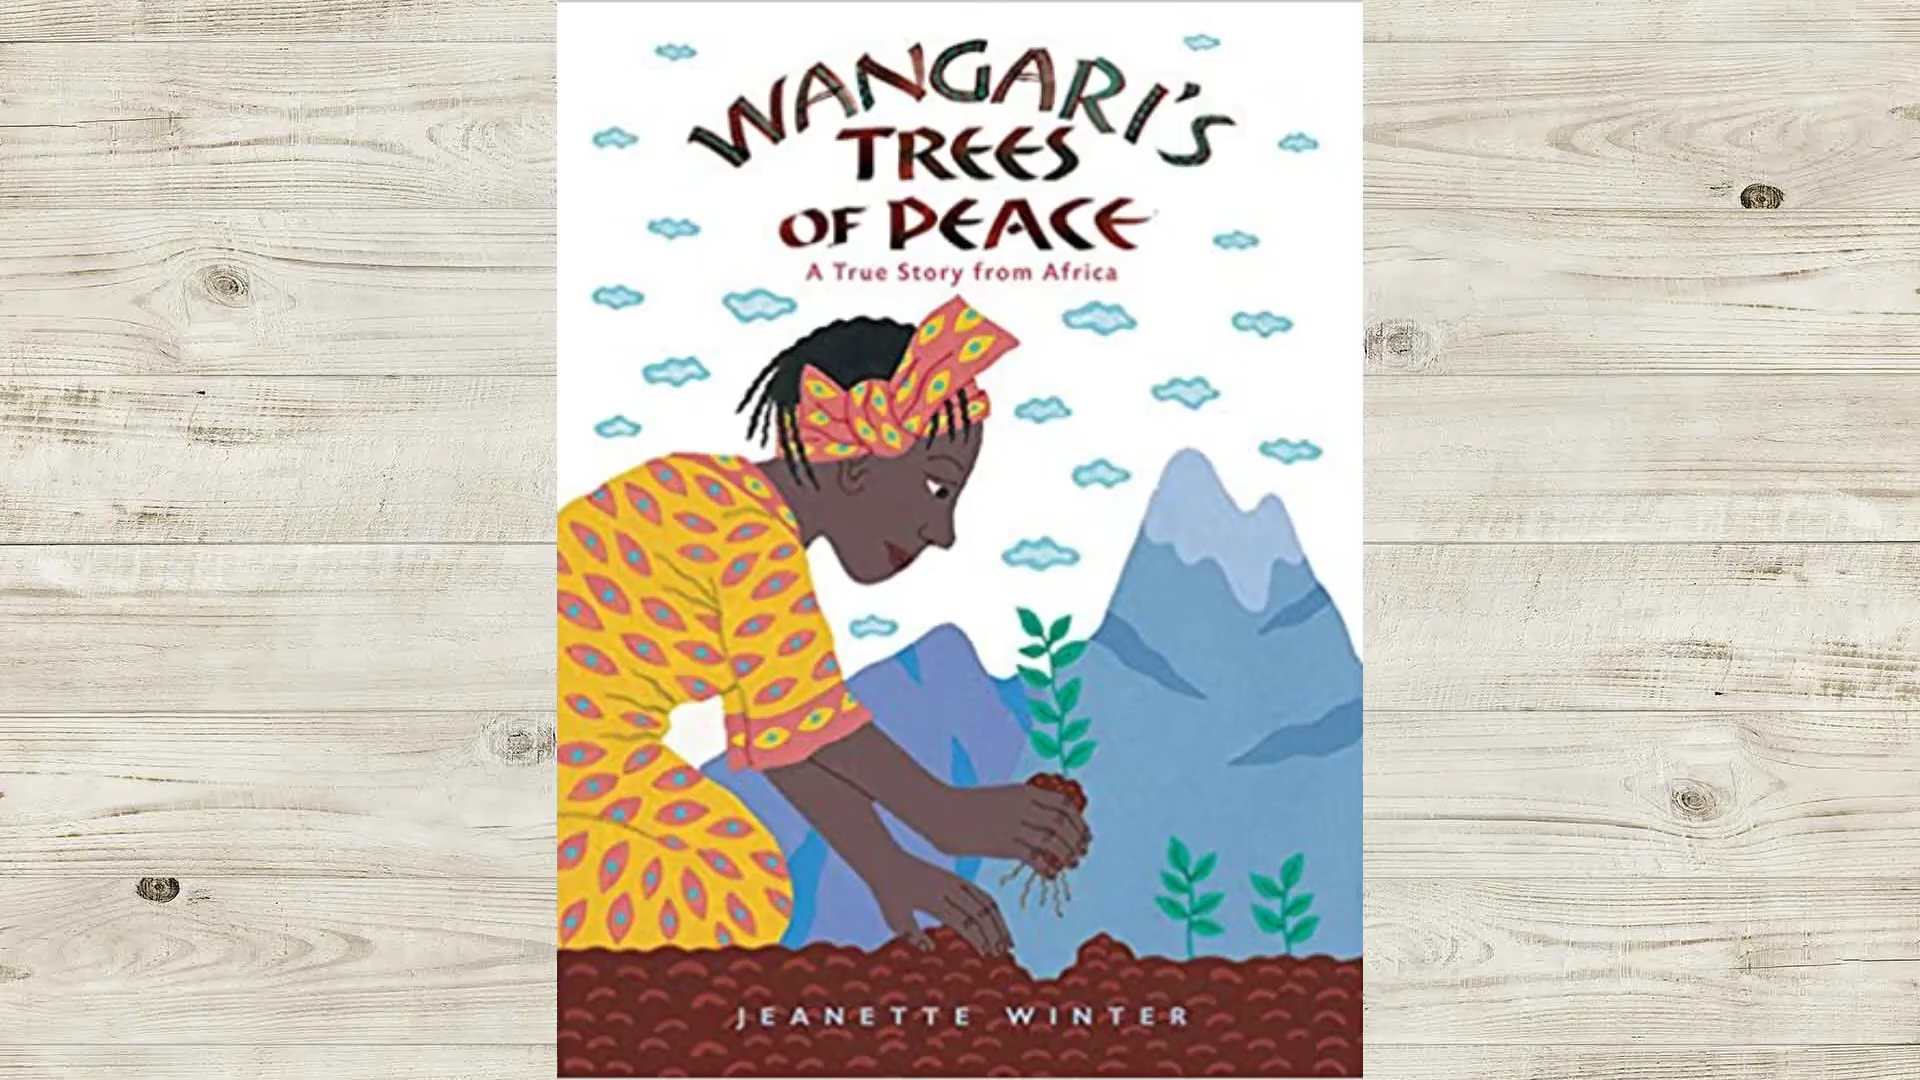 WANGARI'S
TREES
OF PEACE
A True Story from Africa
JEANETTE WINTER